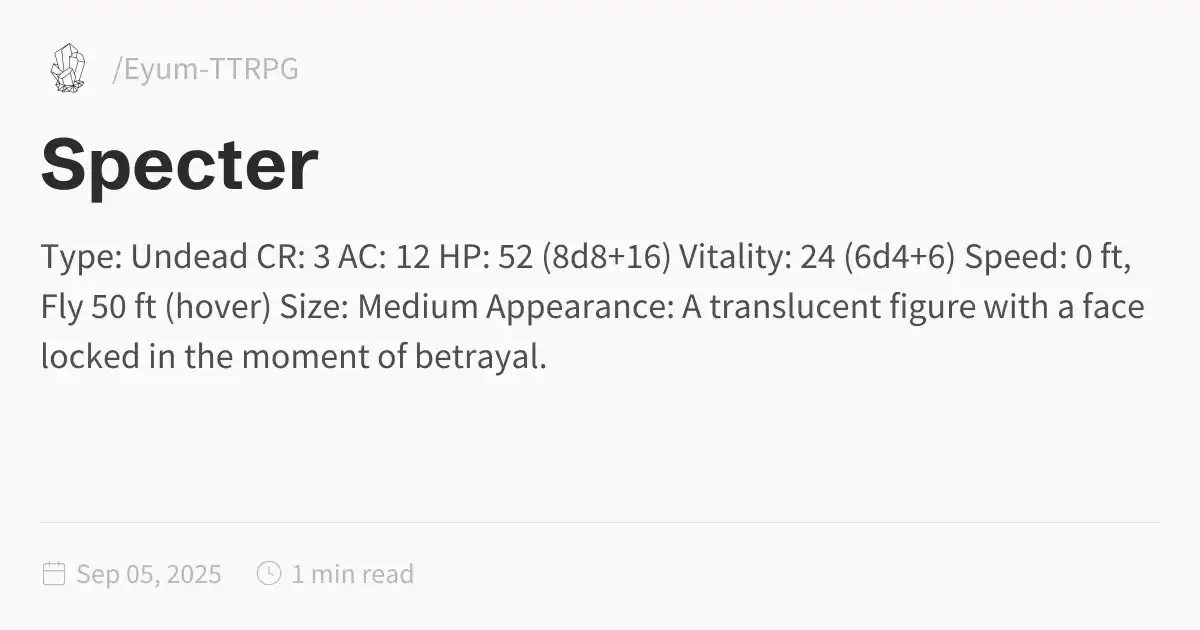 /Eyum-TTRPG
Specter
Type: Undead CR: 3 AC: 12 HP: 52 (8d8+16) Vitality: 24 (6d4+6) Speed: 0 ft,
Fly 50 ft (hover) Size: Medium Appearance: A translucent figure with a face
locked in the moment of betrayal.
Sep 05, 2025 1 min read